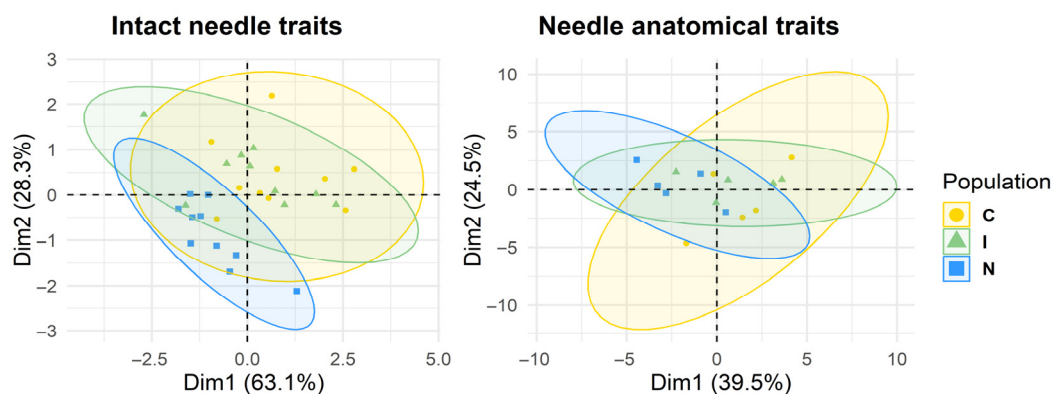 Intact needle traits
3
2
1
0
−1
−2
−3
Dim2 (28.3%)
−2.5
0.0
2.5
5.0
Dim1 (63.1%)
Needle anatomical traits
10
5
0
−5
−10
Dim2 (24.5%)
−10
−5
0
5
10
Dim1 (39.5%)
Population
C
I
N